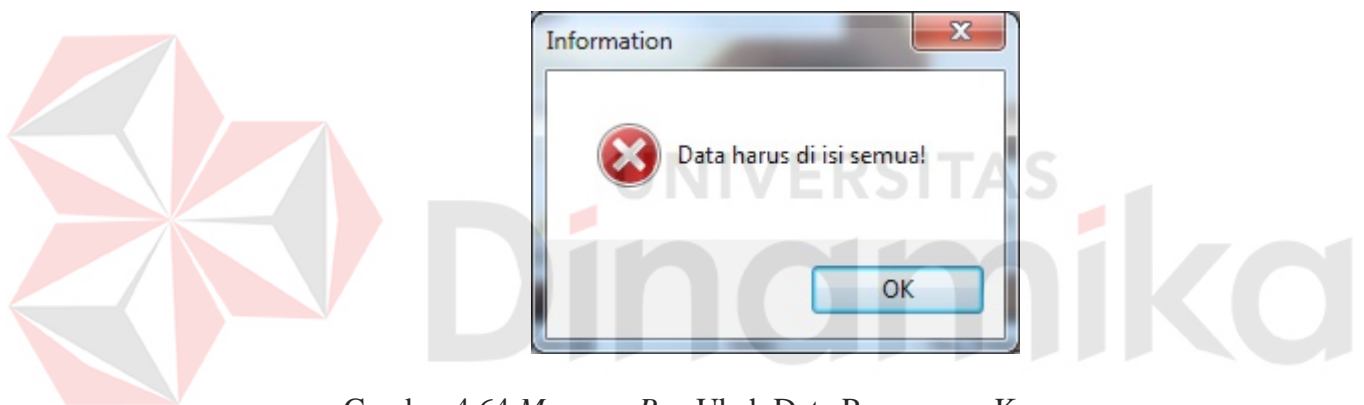 Information
Data harus di isi semua!
OK
UNIVERSITAS
Dinamika